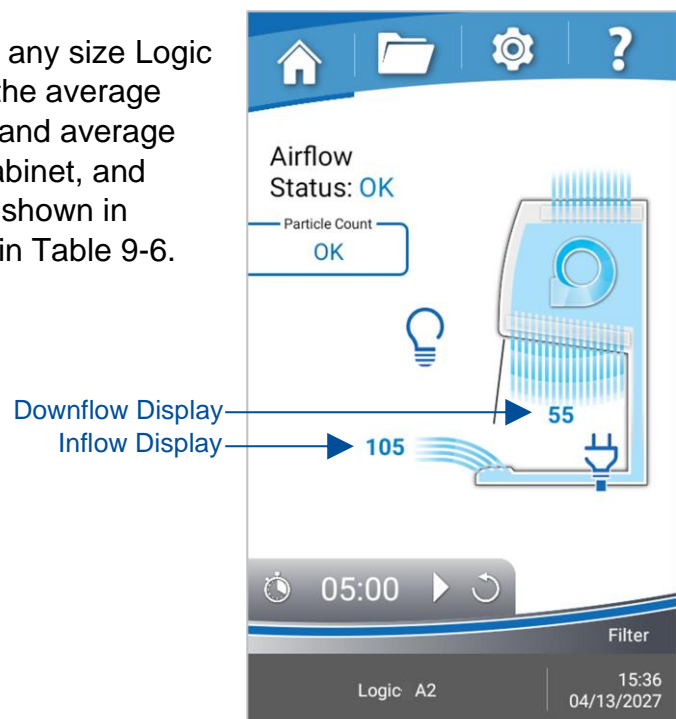 any size Logic
the average
and average
abinet, and
shown in
in Table 9-6.
?
Airflow
Status: OK
Particle Count
OK
Downflow Display
55
Inflow Display
105
05:00
Filter
Logic A2
15:36
04/13/2027